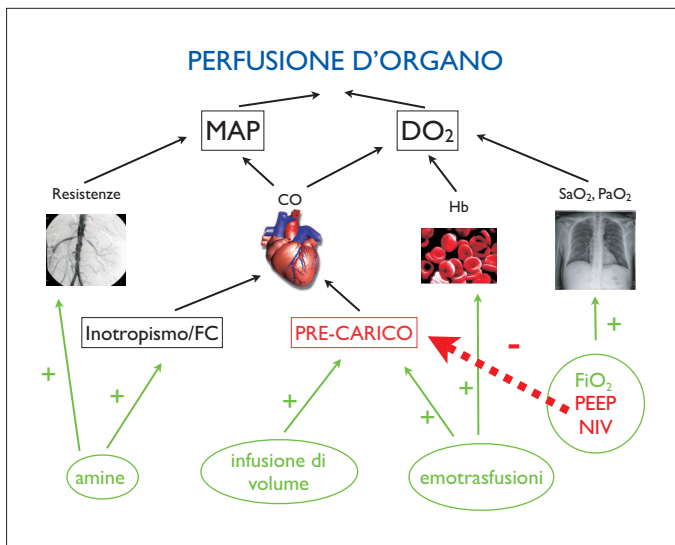 PERFUSIONE D'ORGANO
MAP
DO₂
Resistenze
CO
Hb
SaO₂, PaO₂
Inotropismo/FC
PRE-CARICO
-
+
+
+
+
+
+
FiO₂
PEEP
NIV
amine
infusione di
volume
emotrasfusioni